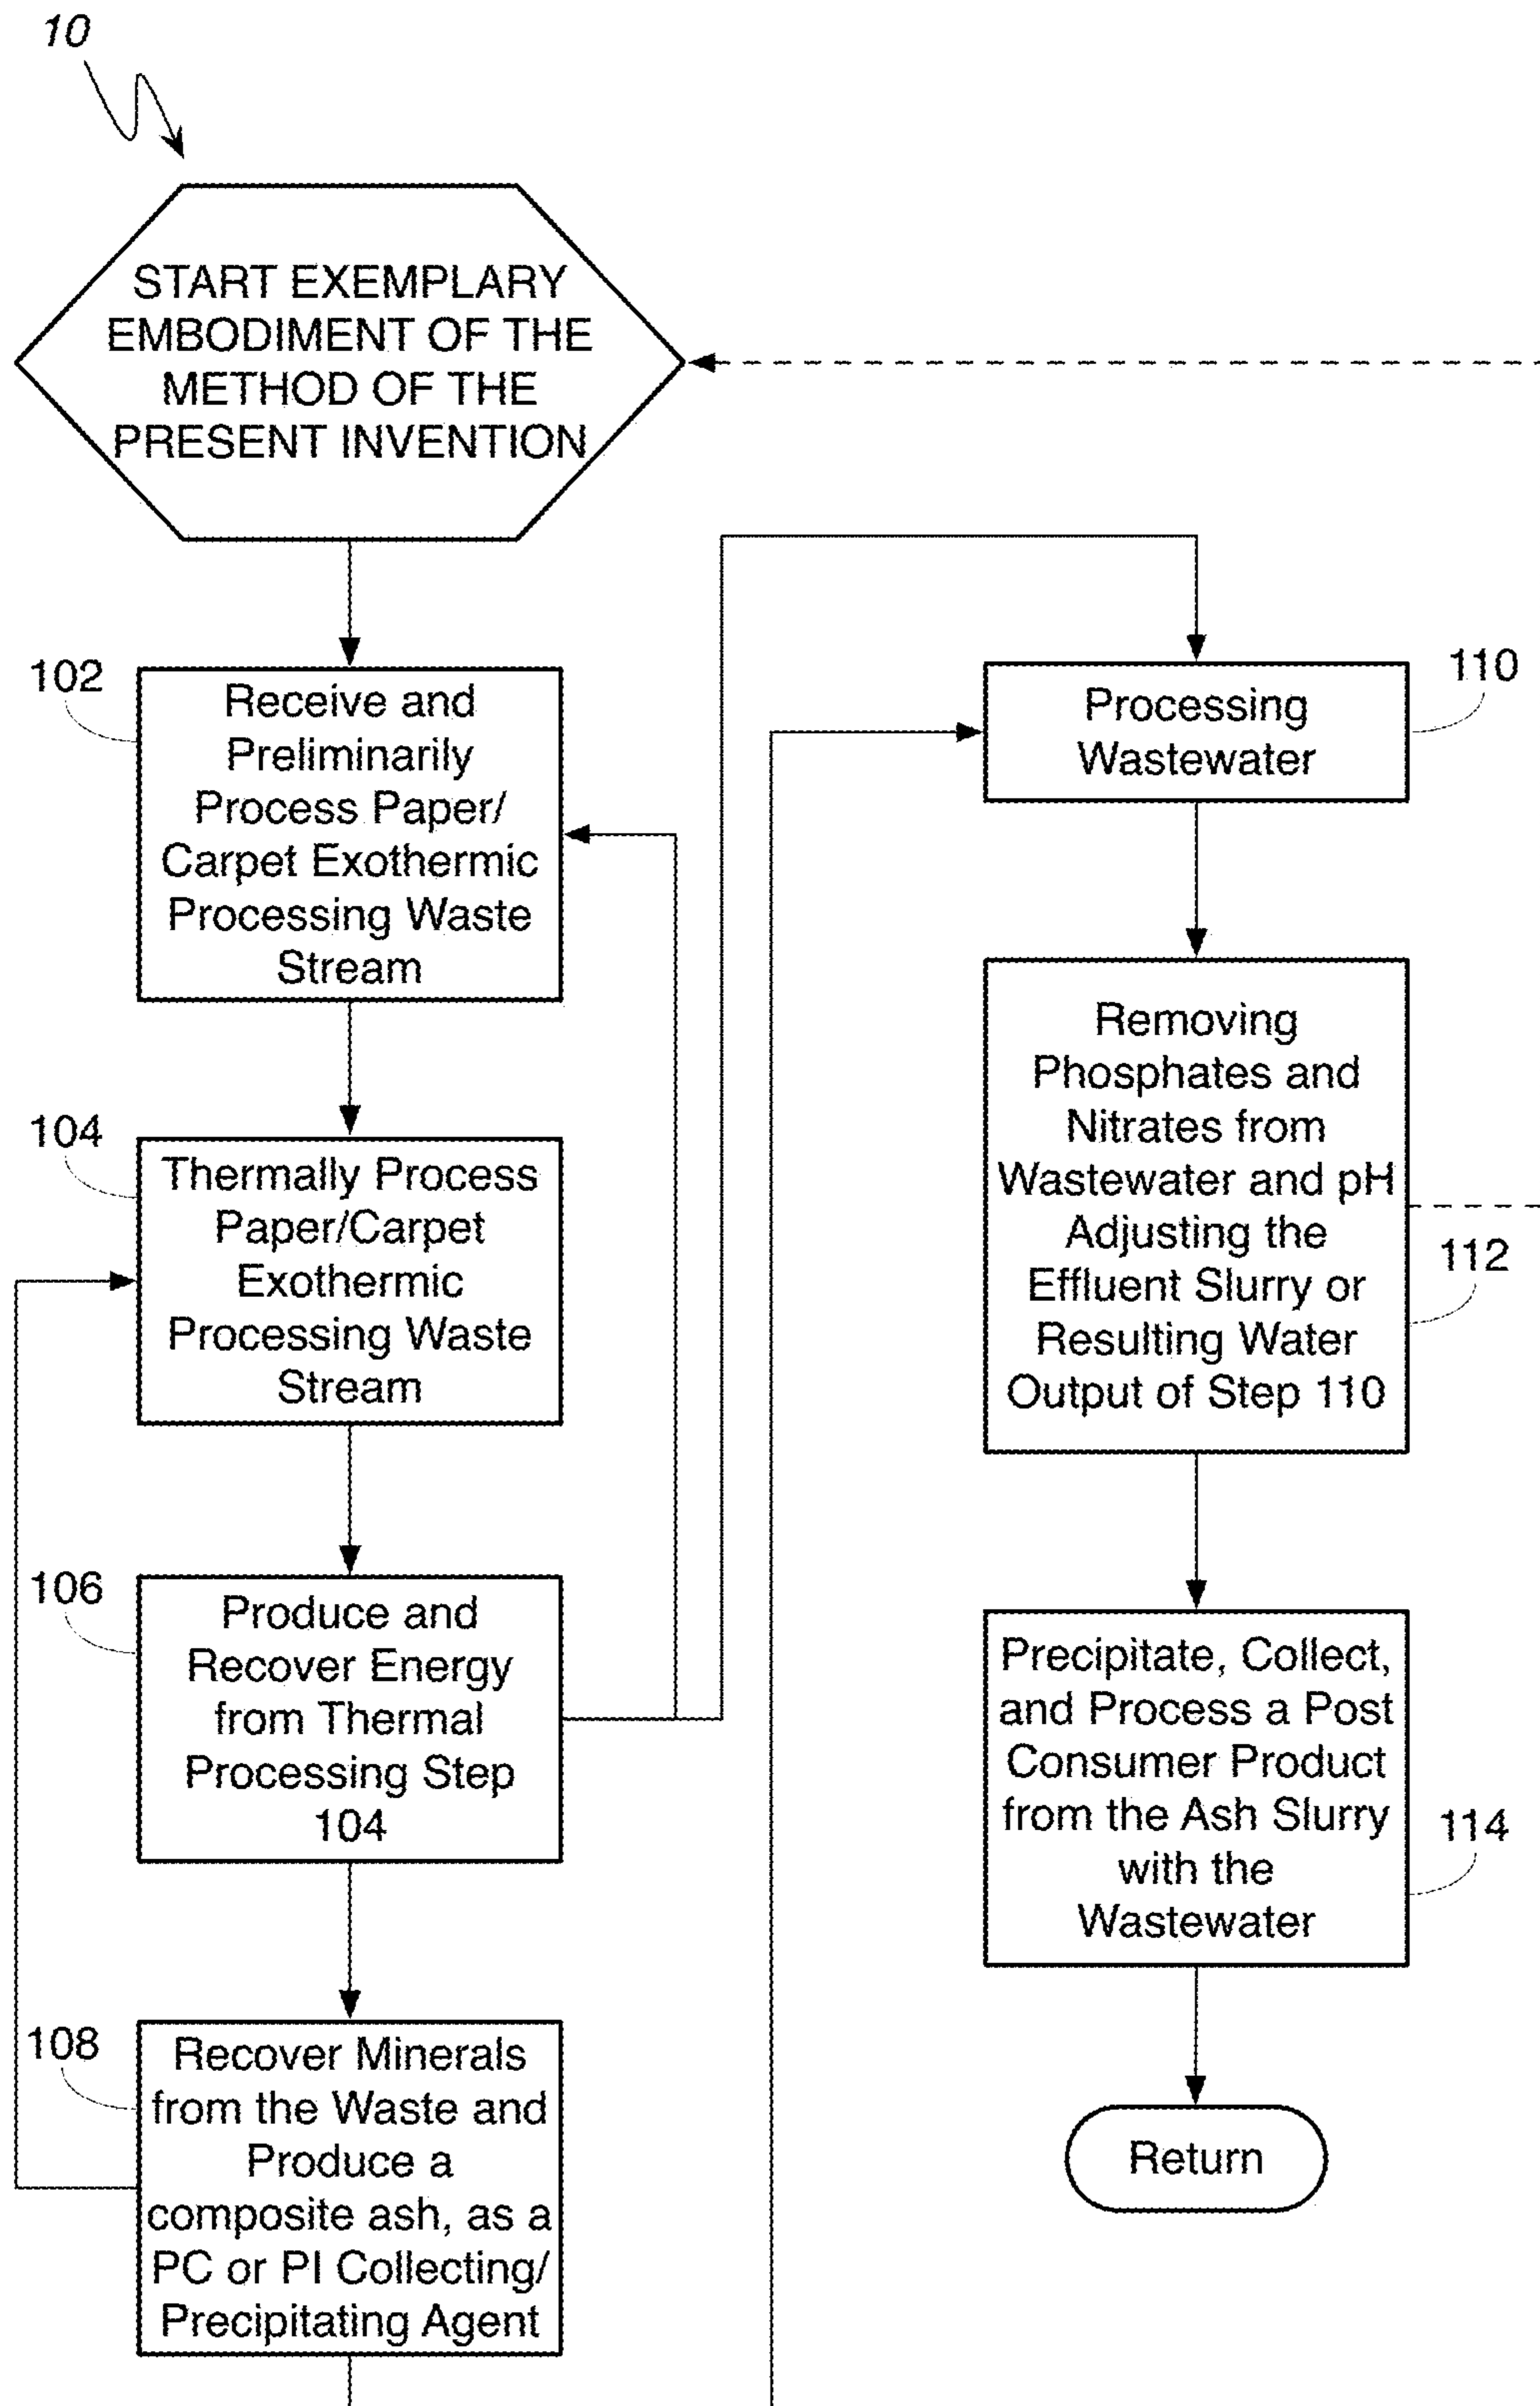 10
START EXEMPLARY
EMBODIMENT OF THE
METHOD OF THE
PRESENT INVENTION
102
Receive and
Preliminarily
Process Paper/
Carpet Exothermic
Processing Waste
Stream
104
Thermally Process
Paper/Carpet
Exothermic
Processing Waste
Stream
106
Produce and
Recover Energy
from Thermal
Processing Step
104
108
Recover Minerals
from the Waste and
Produce a
composite ash, as a
PC or PI Collecting/
Precipitating Agent
110
Processing
Wastewater
Removing
Phosphates and
Nitrates from
Wastewater and pH
Adjusting the
Effluent Slurry or
Resulting Water
Output of Step 110
112
Precipitate, Collect,
and Process a Post
Consumer Product
from the Ash Slurry
with the
Wastewater
114
Return